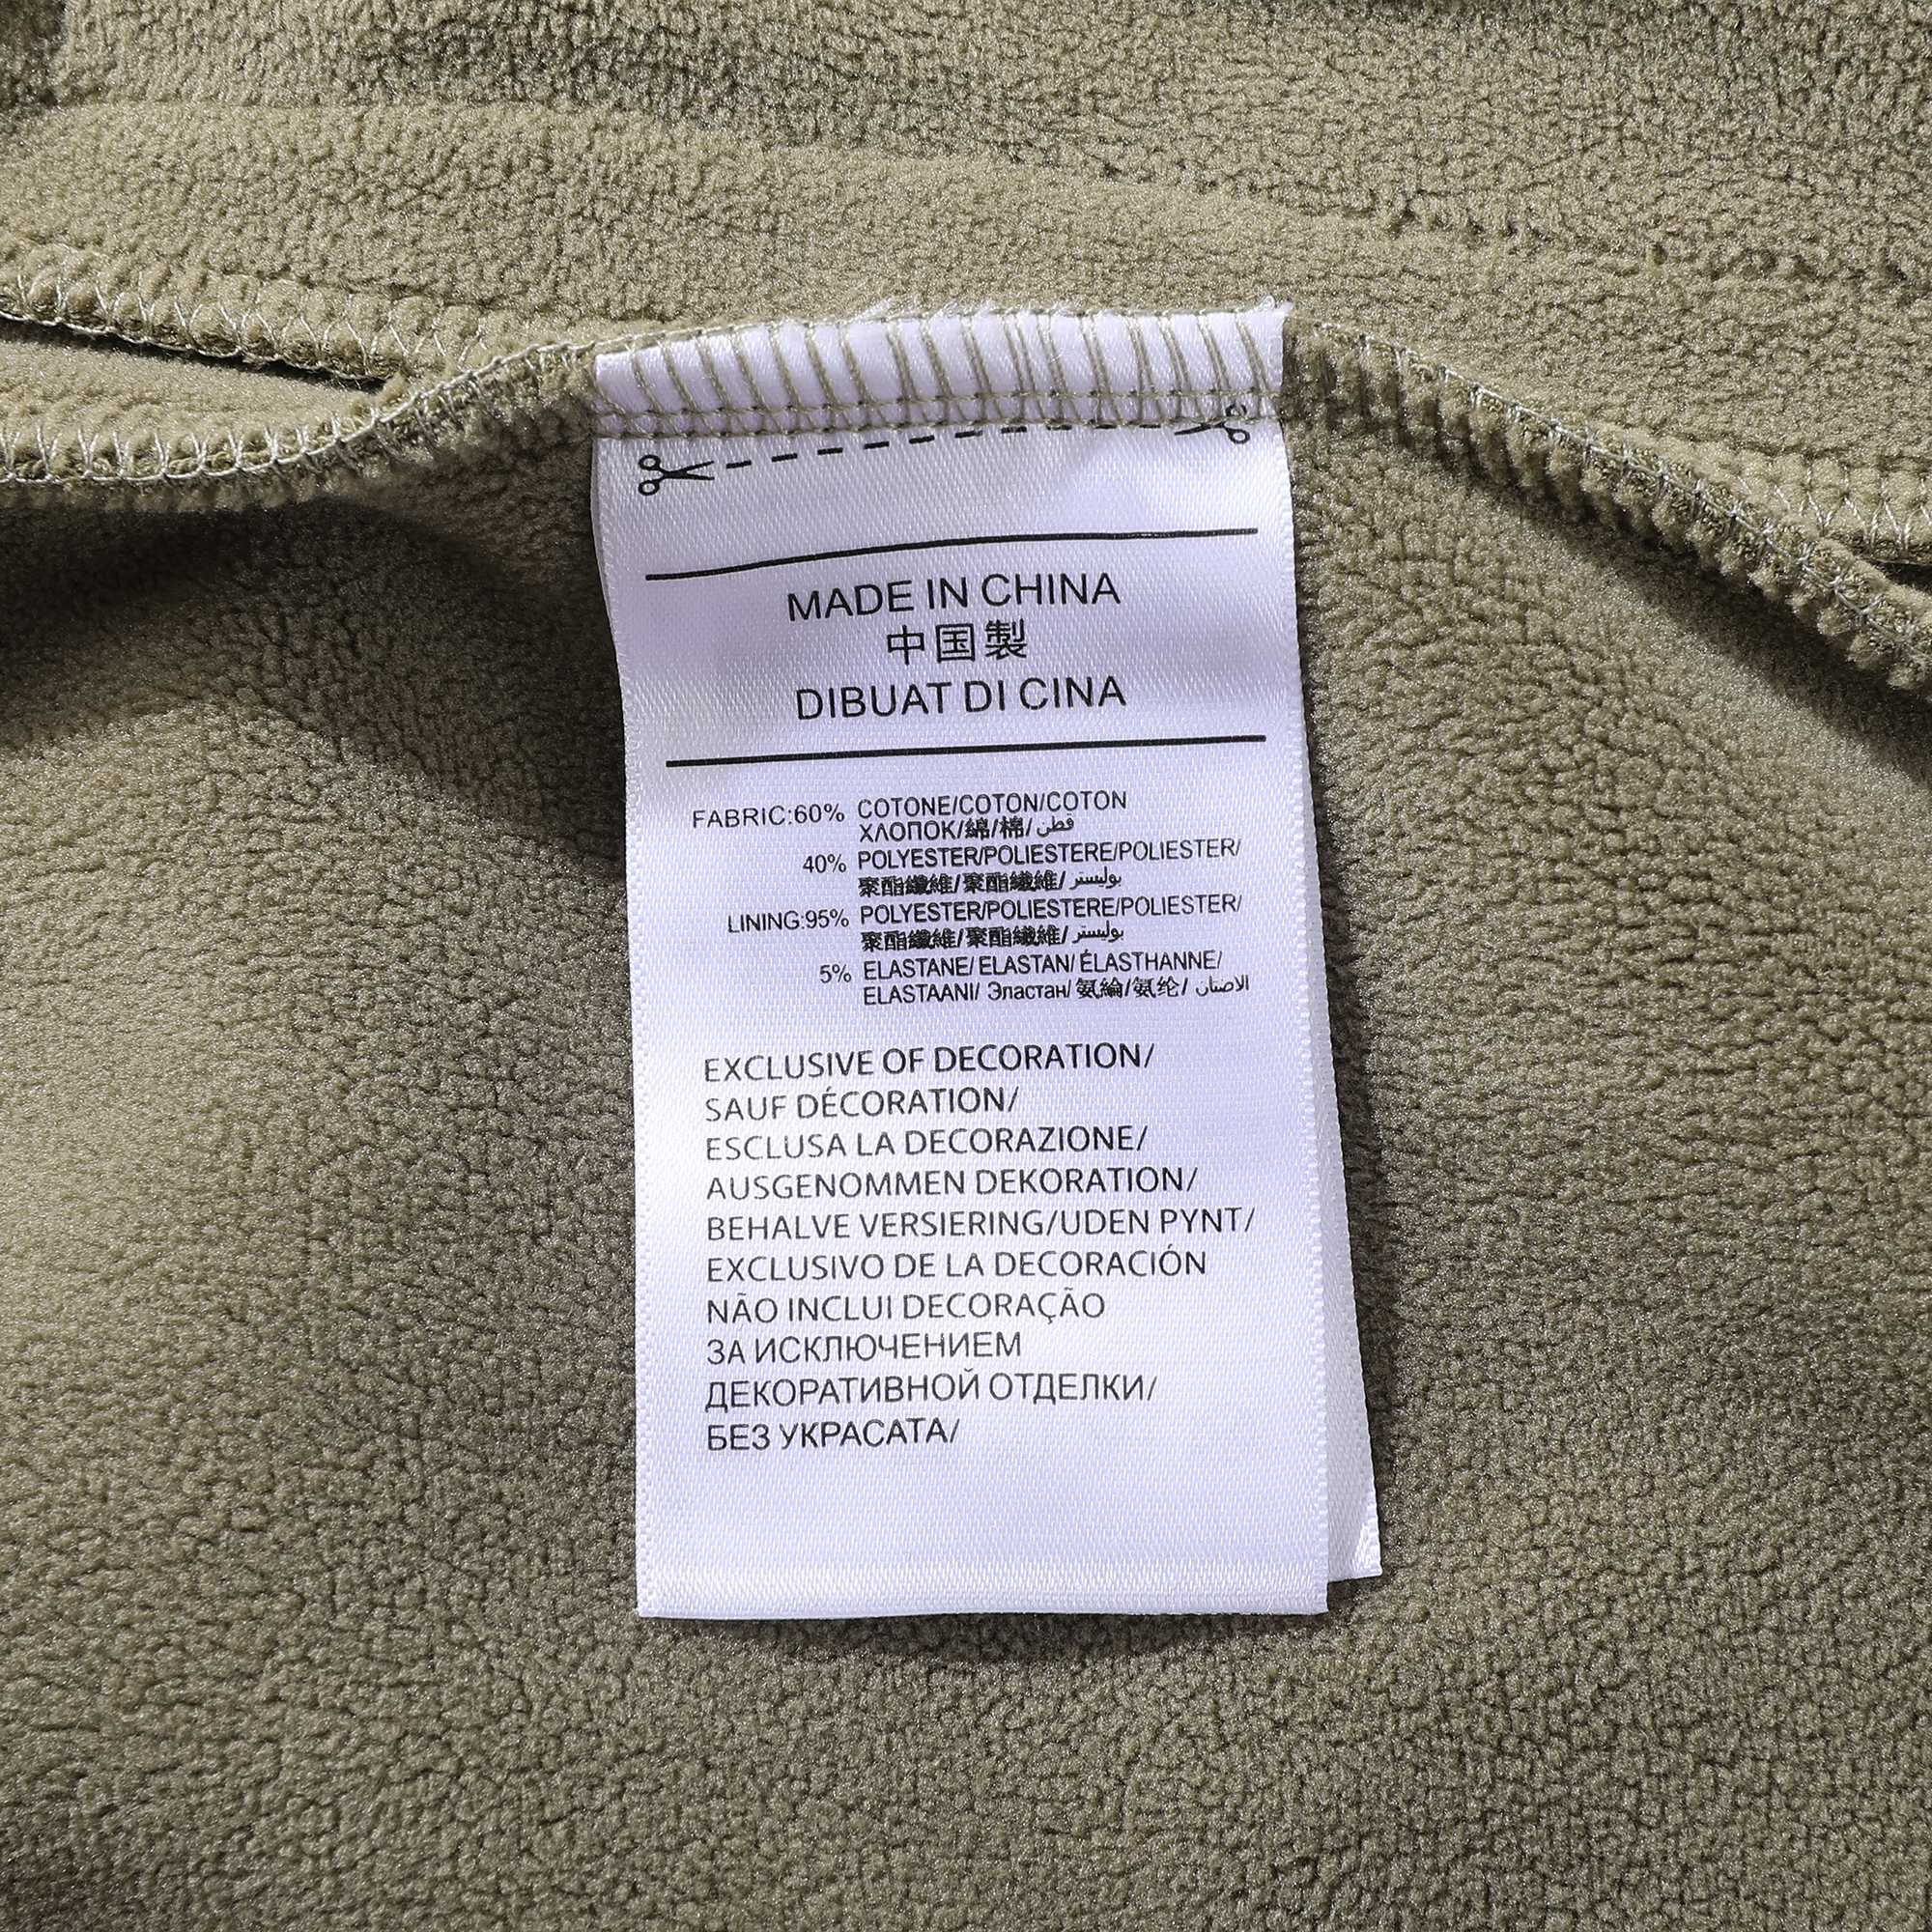 MADE IN CHINA
中国製
DIBUAT DI CINA
FABRIC:60% COTONE/COTON/COTON
ХЛОПОК/綿/棉/قطن
40% POLYESTER/POLIESTERE/POLIESTER/
聚酯纖維/聚酯纖維/بوليستر
LINING:95% POLYESTER/POLIESTERE/POLIESTER/
聚酯纖維/聚酯纖維/بوليستر
5% ELASTANE/ ELASTAN/ ÉLASTHANNE/
ELASTAANI/ Эластан/ 氨綸/氨纶/
EXCLUSIVE OF DECORATION/
SAUF DÉCORATION/
ESCLUSA LA DECORAZIONE/
AUSGENOMMEN DEKORATION/
BEHALVE VERSIERING/UDEN PYNT/
EXCLUSIVO DE LA DECORACIÓN
NÃO INCLUI DECORAÇÃO
ЗА ИСКЛЮЧЕНИЕМ
ДЕКОРАТИВНОЙ ОТДЕЛКИ/
БЕЗ УКРАСАТА/